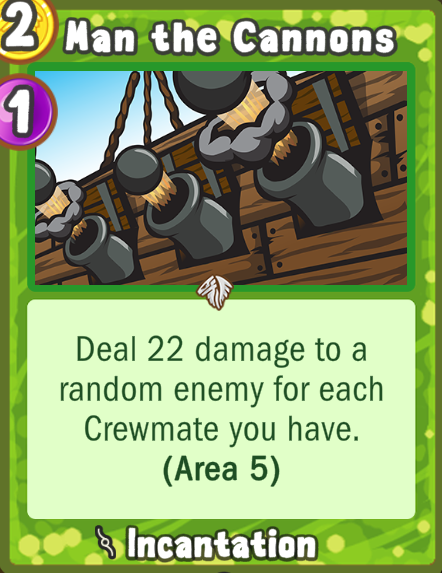 2 Man the Cannons
1
Deal 22 damage to a
random enemy for each
Crewmate you have.
(Area 5)
Incantation